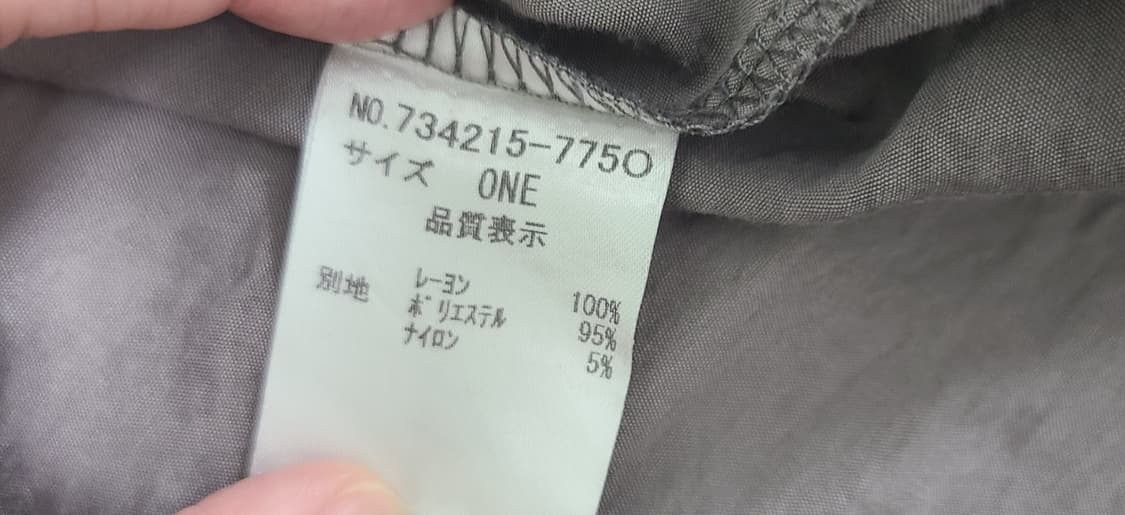 NO.734215-775O
サイズ ONE
品質表示
レーヨン 100%
別地 ポリエステル 95%
ナイロン 5%